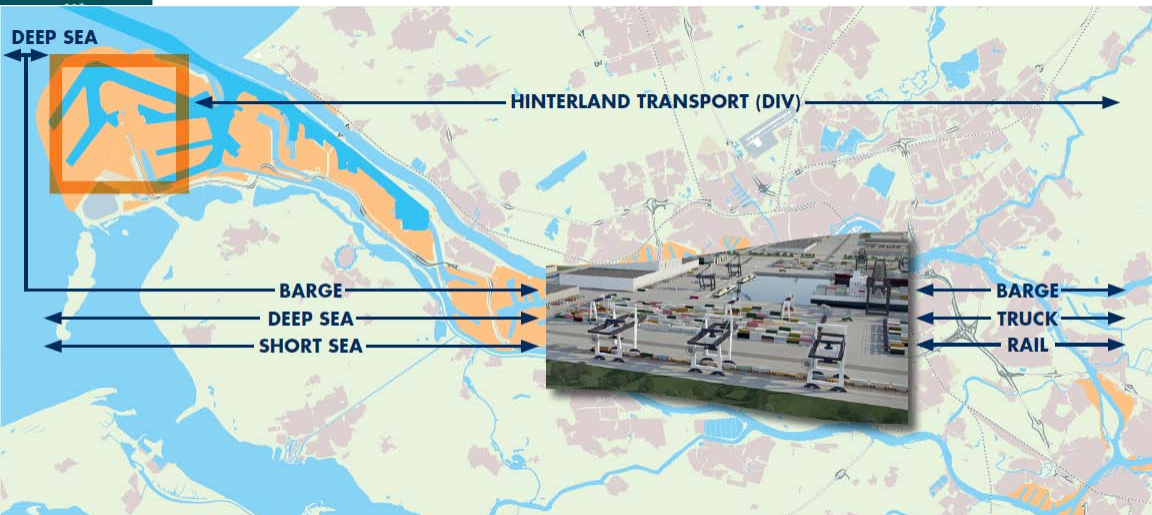 DEEP SEA
HINTERLAND TRANSPORT (DIV)
BARGE
DEEP SEA
SHORT SEA
BARGE
TRUCK
RAIL